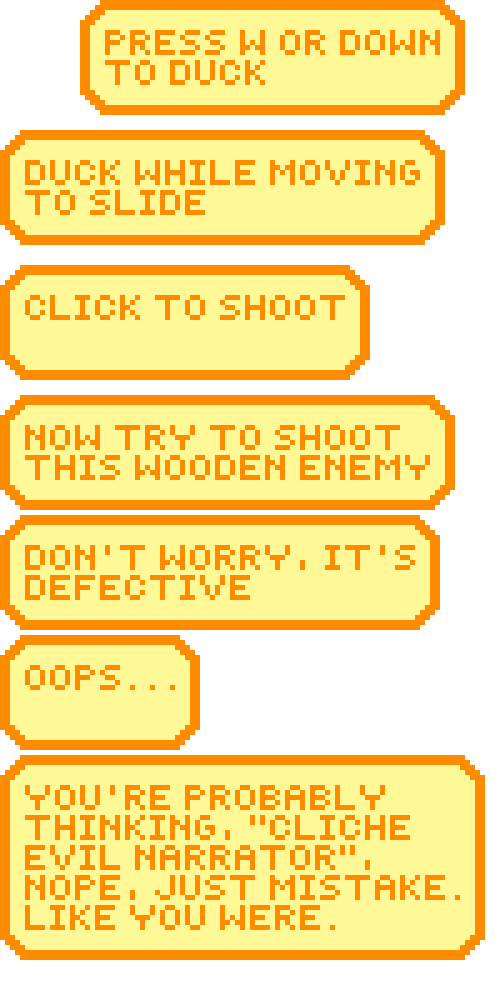 PRESS W OR DOWN
TO DUCK
DUCK WHILE MOVING
TO SLIDE
CLICK TO SHOOT
NOW TRY TO SHOOT
THIS WOODEN ENEMY
DON'T WORRY, IT'S
DEFECTIVE
OOPS...
YOU'RE PROBABLY
THINKING, "CLICHE
EVIL NARRATOR",
NOPE, JUST MISTAKE.
LIKE YOU WERE.